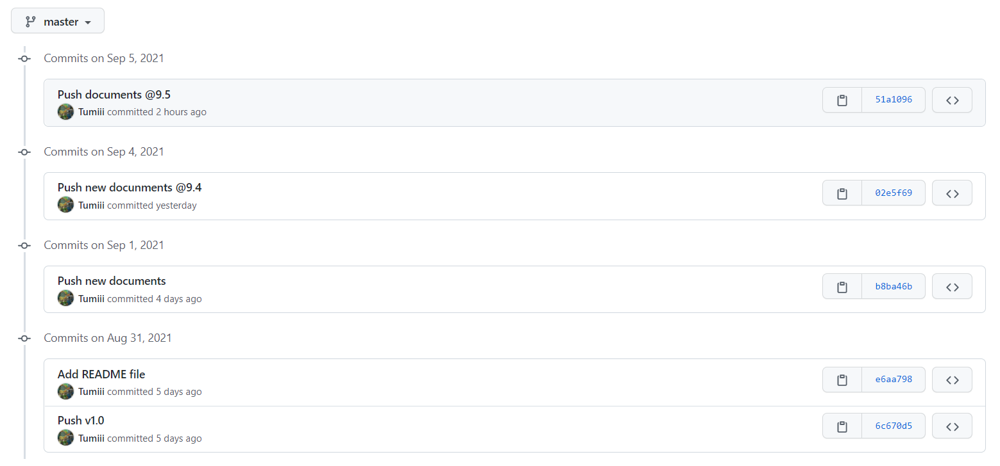 master
Commits on Sep 5, 2021
Push documents @9.5
51a1096
Tumiii committed 2 hours ago
Commits on Sep 4, 2021
Push new docunments @9.4
02e5f69
Tumiii committed yesterday
Commits on Sep 1, 2021
Push new documents
b8ba46b
Tumiii committed 4 days ago
Commits on Aug 31, 2021
Add README file
e6aa798
Tumiii committed 5 days ago
Push v1.0
6c670d5
Tumiii committed 5 days ago